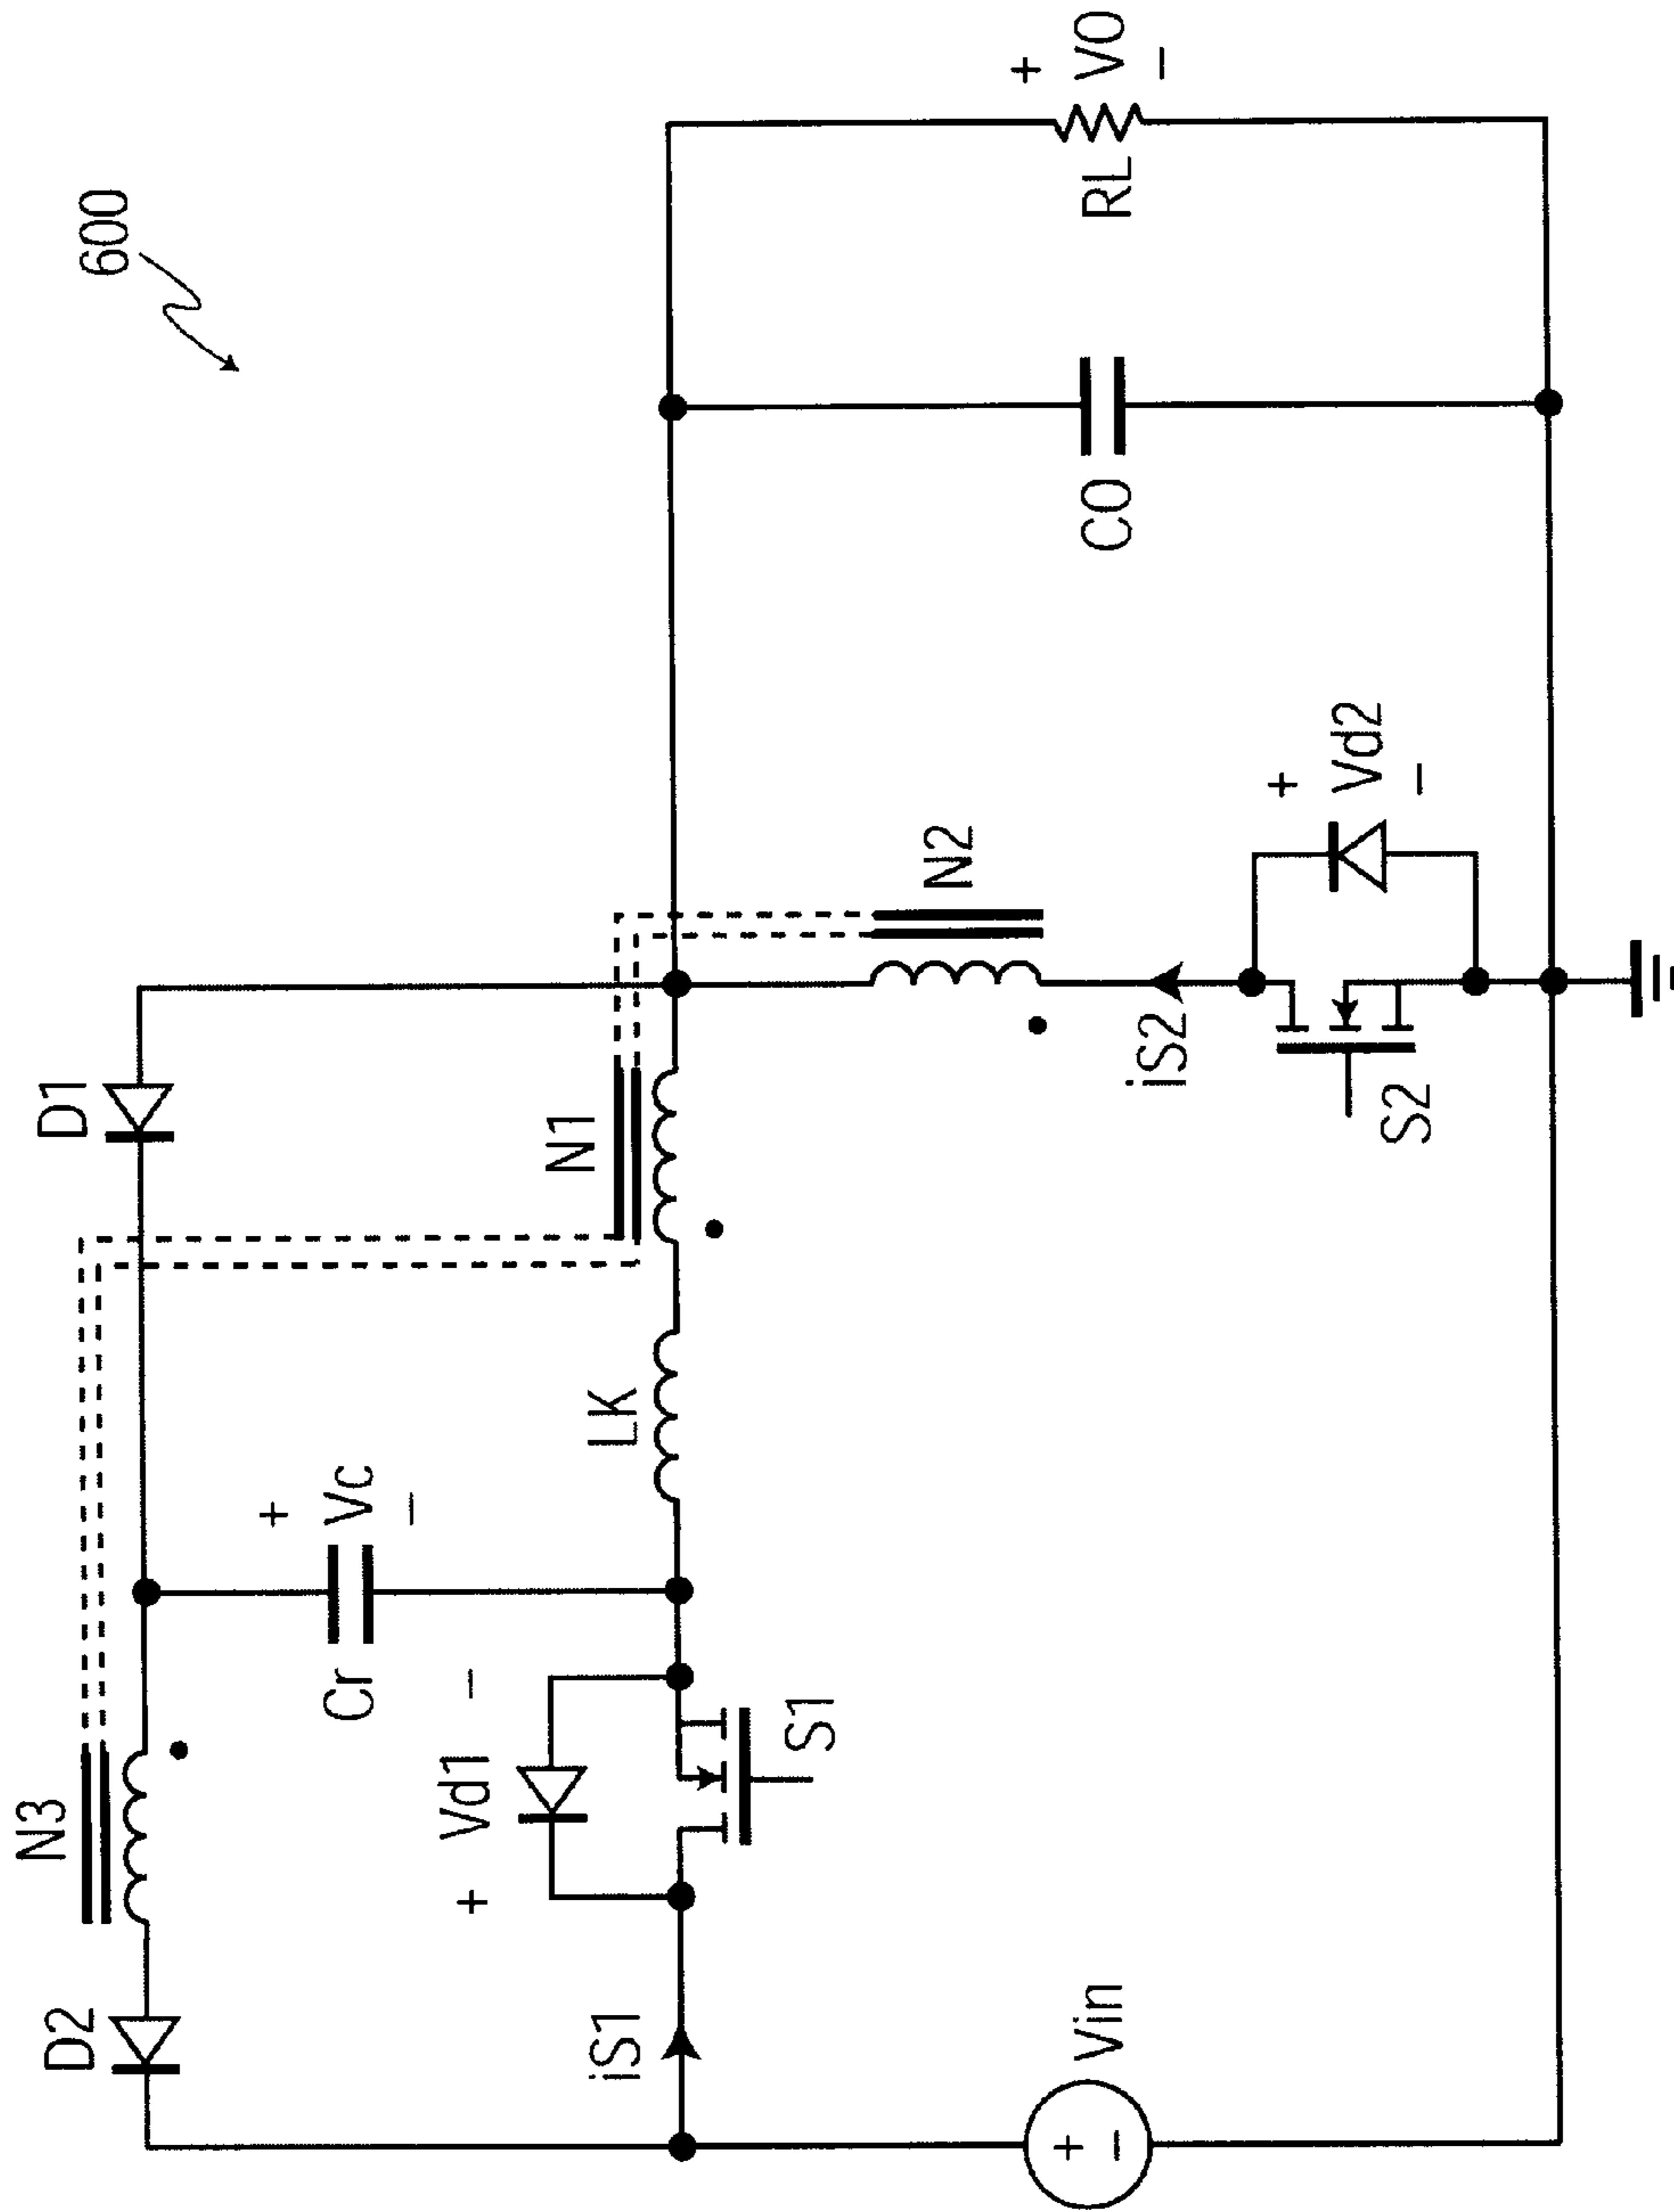 600
D2
N3
D1
+ Vd1 −
Cr
+
Vc
−
N1
iS1
LK
S1
N2
Vin
+
−
iS2
S2
+
Vd2
−
CO
RL
+
VO
−